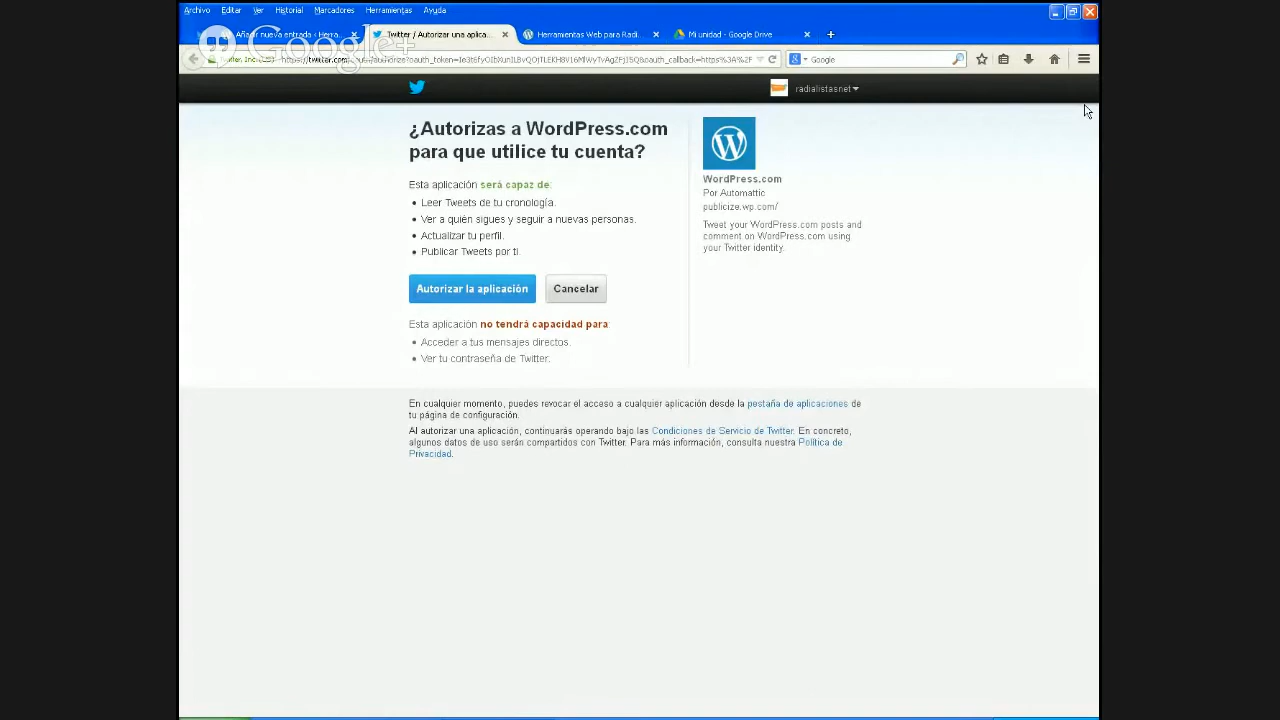 Archivo Editar Ver Historial Marcadores Herramientas Ayuda
Añadir nueva entrada ‹ Herra... Twitter / Autorizar una aplica... Herramientas Web para Radi... Mi unidad - Google Drive
Google+
Google
radialistasnet
¿Autorizas a WordPress.com
para que utilice tu cuenta?
Esta aplicación será capaz de:
• Leer Tweets de tu cronología.
• Ver a quién sigues y seguir a nuevas personas.
• Actualizar tu perfil.
• Publicar Tweets por ti.
Autorizar la aplicación Cancelar
Esta aplicación no tendrá capacidad para:
• Acceder a tus mensajes directos.
• Ver tu contraseña de Twitter.
WordPress.com
Por Automattic
publicize.wp.com/
Tweet your WordPress.com posts and
comment on WordPress.com using
your Twitter identity.
En cualquier momento, puedes revocar el acceso a cualquier aplicación desde la pestaña de aplicaciones de
tu página de configuración.
Al autorizar una aplicación, continuarás operando bajo las Condiciones de Servicio de Twitter. En concreto,
algunos datos de uso serán compartidos con Twitter. Para más información, consulta nuestra Política de
Privacidad.